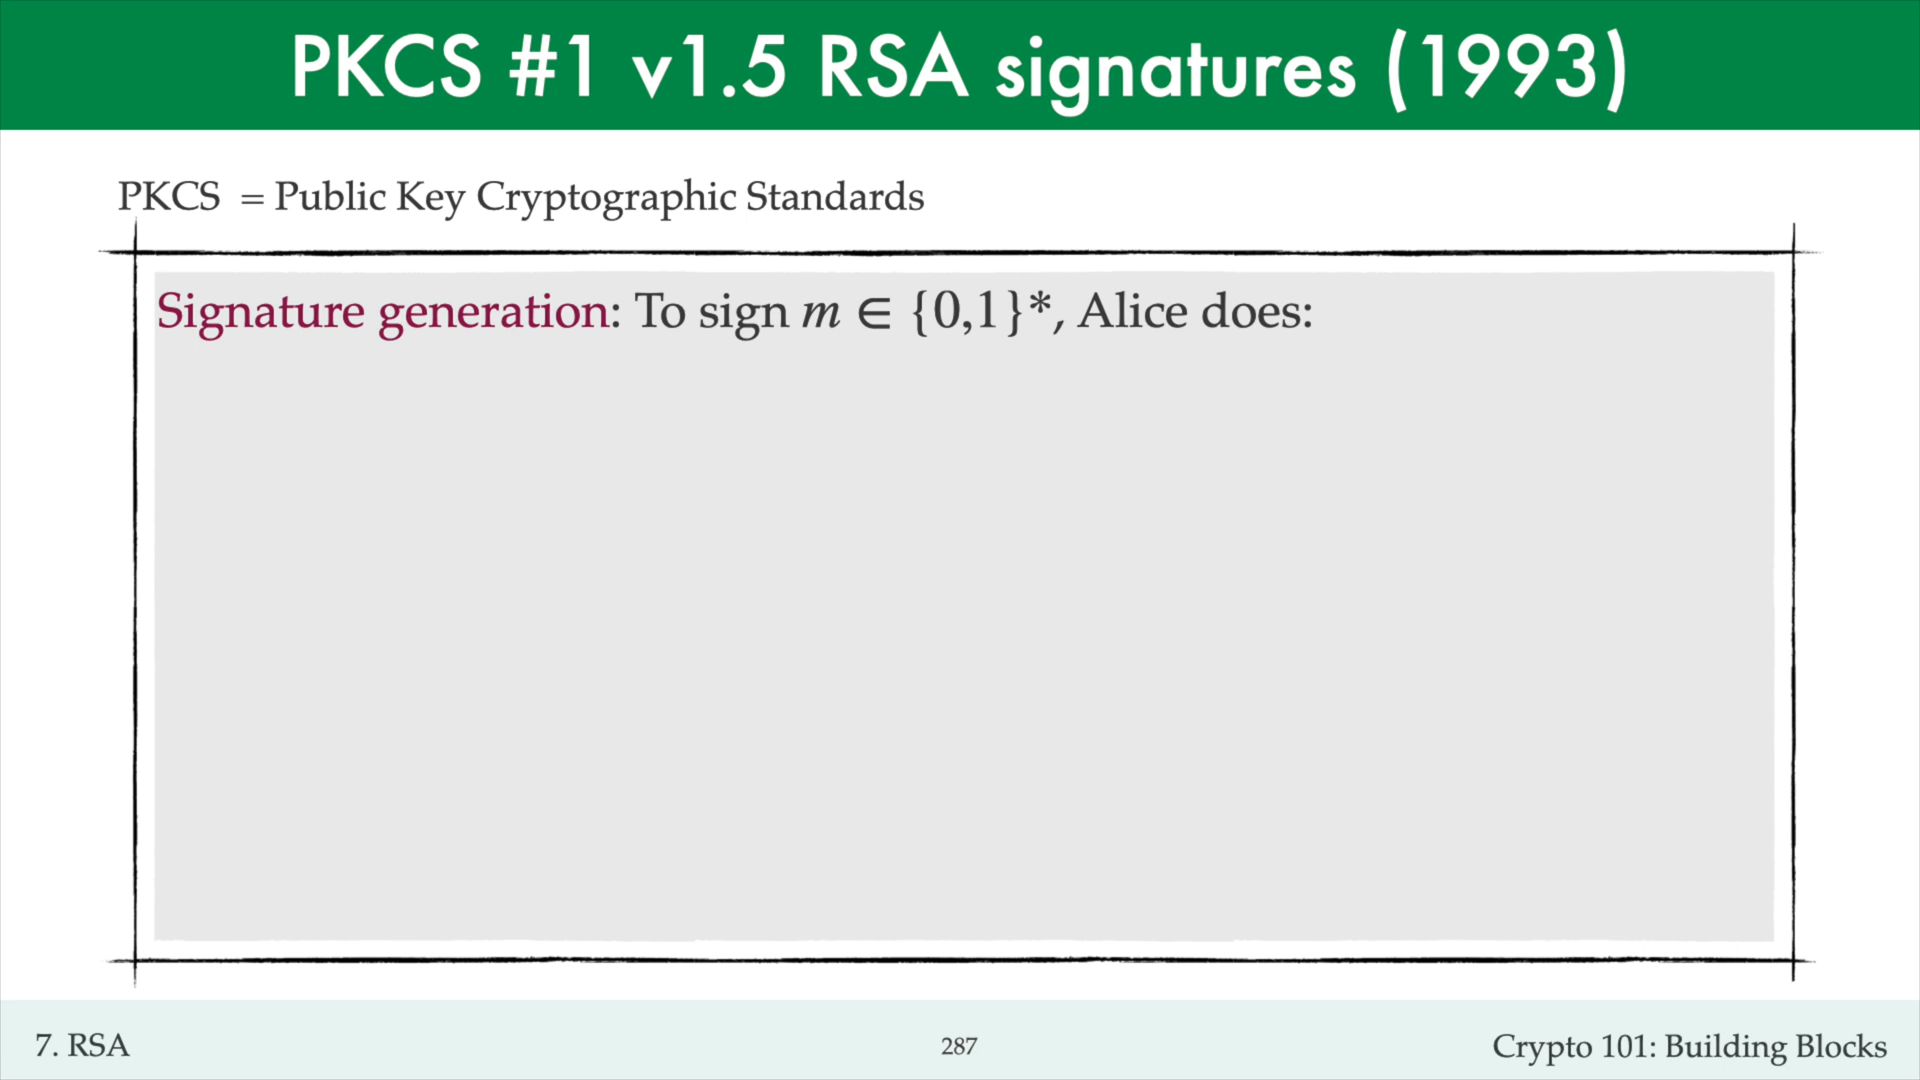 PKCS #1 v1.5 RSA signatures (1993)
PKCS = Public Key Cryptographic Standards
Signature generation: To sign m ∈ {0,1}*, Alice does:
7. RSA
287
Crypto 101: Building Blocks